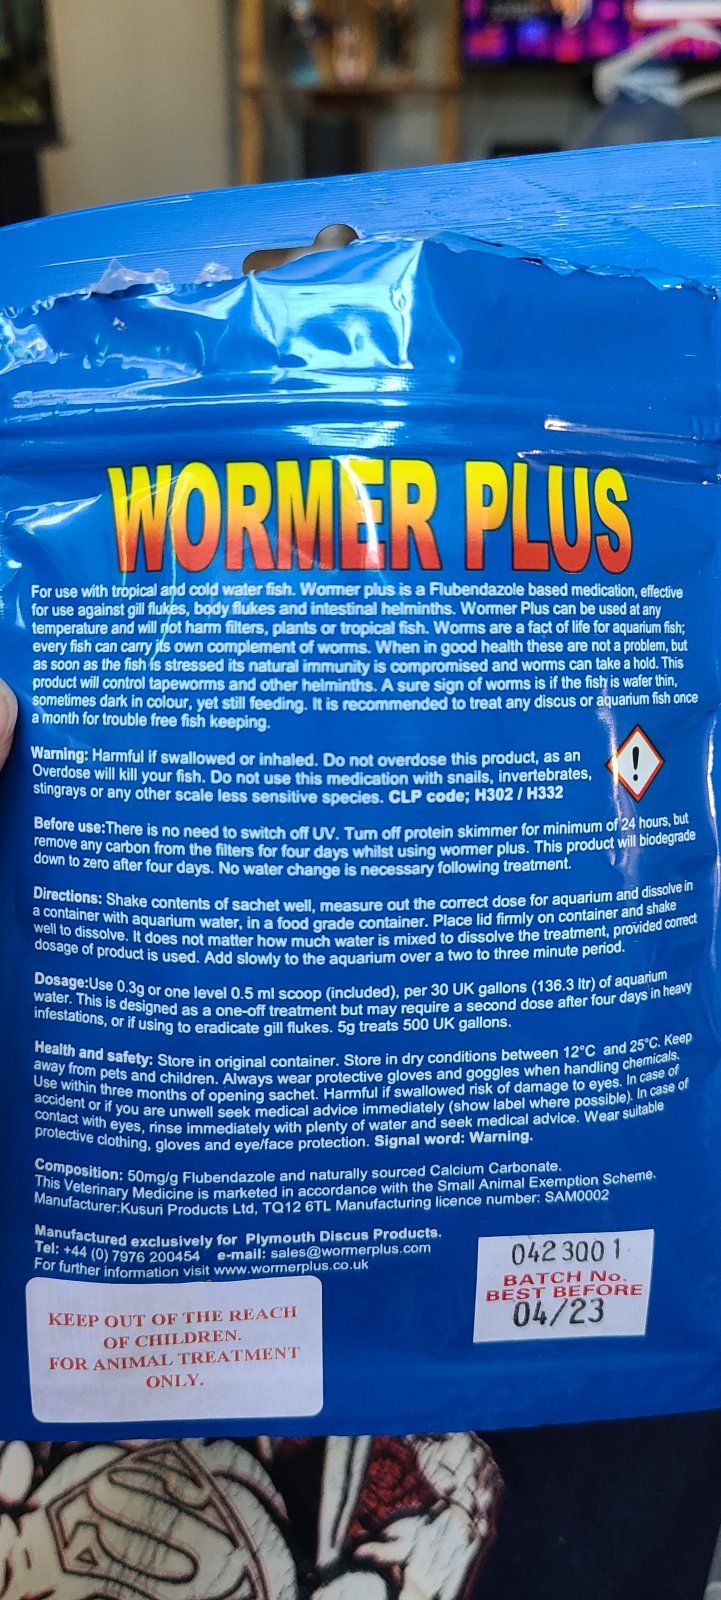 WORMER PLUS
For use with tropical and cold water fish. Wormer plus is a Flubendazole based medication, effective
for use against gill flukes, body flukes and intestinal helminths. Wormer Plus can be used at any
temperature and will not harm filters, plants or tropical fish. Worms are a fact of life for aquarium fish;
every fish can carry its own complement of worms. When in good health these are not a problem, but
as soon as the fish is stressed its natural immunity is compromised and worms can take a hold. This
product will control tapeworms and other helminths. A sure sign of worms is if the fish is wafer thin,
sometimes dark in colour, yet still feeding. It is recommended to treat any discus or aquarium fish once
a month for trouble free fish keeping.
Warning: Harmful if swallowed or inhaled. Do not overdose this product, as an
Overdose will kill your fish. Do not use this medication with snails, invertebrates,
stingrays or any other scale less sensitive species. CLP code; H302 / H332
!
Before use:There is no need to switch off UV. Turn off protein skimmer for minimum of 24 hours, but
remove any carbon from the filters for four days whilst using wormer plus. This product will biodegrade
down to zero after four days. No water change is necessary following treatment.
Directions: Shake contents of sachet well, measure out the correct dose for aquarium and dissolve in
a container with aquarium water, in a food grade container. Place lid firmly on container and shake
well to dissolve. It does not matter how much water is mixed to dissolve the treatment, provided correct
dosage of product is used. Add slowly to the aquarium over a two to three minute period.
Dosage:Use 0.3g or one level 0.5 ml scoop (included), per 30 UK gallons (136.3 ltr) of aquarium
water. This is designed as a one-off treatment but may require a second dose after four days in heavy
infestations, or if using to eradicate gill flukes. 5g treats 500 UK gallons.
Health and safety: Store in original container. Store in dry conditions between 12°C and 25°C. Keep
away from pets and children. Always wear protective gloves and goggles when handling chemicals.
Use within three months of opening sachet. Harmful if swallowed risk of damage to eyes. In case of
accident or if you are unwell seek medical advice immediately (show label where possible). In case of
contact with eyes, rinse immediately with plenty of water and seek medical advice. Wear suitable
protective clothing, gloves and eye/face protection. Signal word: Warning.
Composition: 50mg/g Flubendazole and naturally sourced Calcium Carbonate.
This Veterinary Medicine is marketed in accordance with the Small Animal Exemption Scheme.
Manufacturer:Kusuri Products Ltd, TQ12 6TL Manufacturing licence number: SAM0002
Manufactured exclusively for Plymouth Discus Products.
Tel: +44 (0) 7976 200454 e-mail: sales@wormerplus.com
For further information visit www.wormerplus.co.uk
042 300 1
BATCH No.
BEST BEFORE
04/23
KEEP OUT OF THE REACH
OF CHILDREN.
FOR ANIMAL TREATMENT
ONLY.